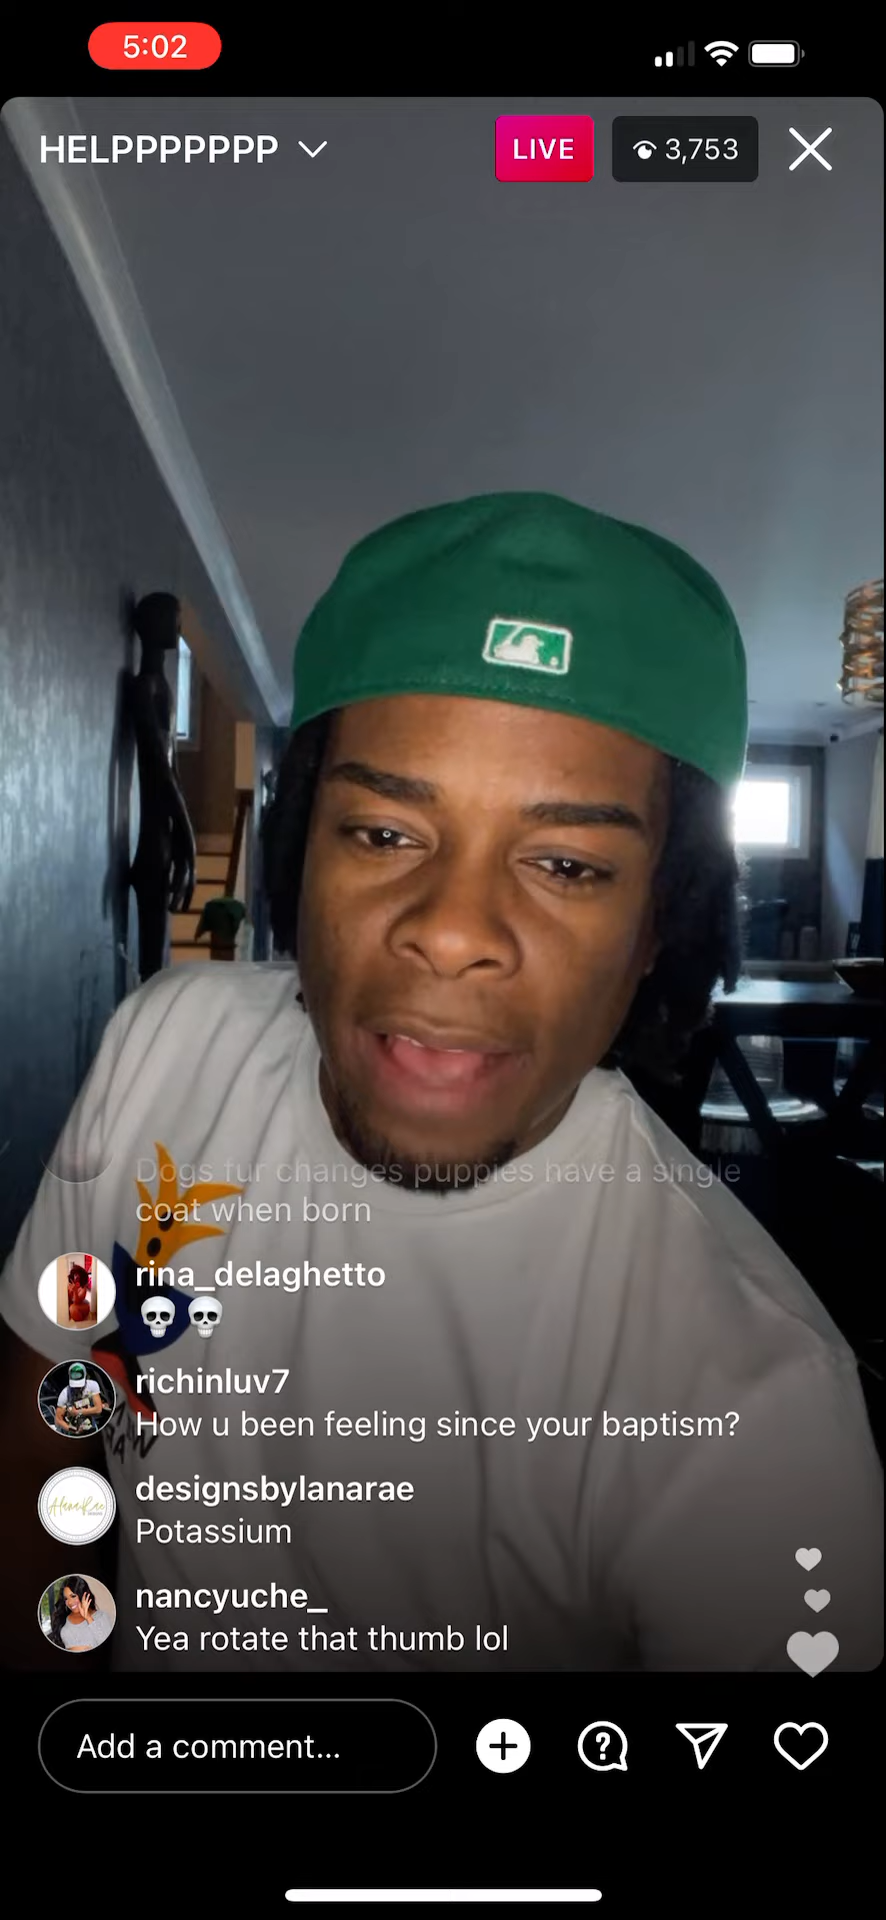 5:02
HELPPPPPPP
LIVE
3,753
Dogs fur changes puppies have a single
coat when born
rina_delaghetto
💀💀
richinluv7
How u been feeling since your baptism?
designsbylanarae
Potassium
nancyuche_
Yea rotate that thumb lol
Add a comment...